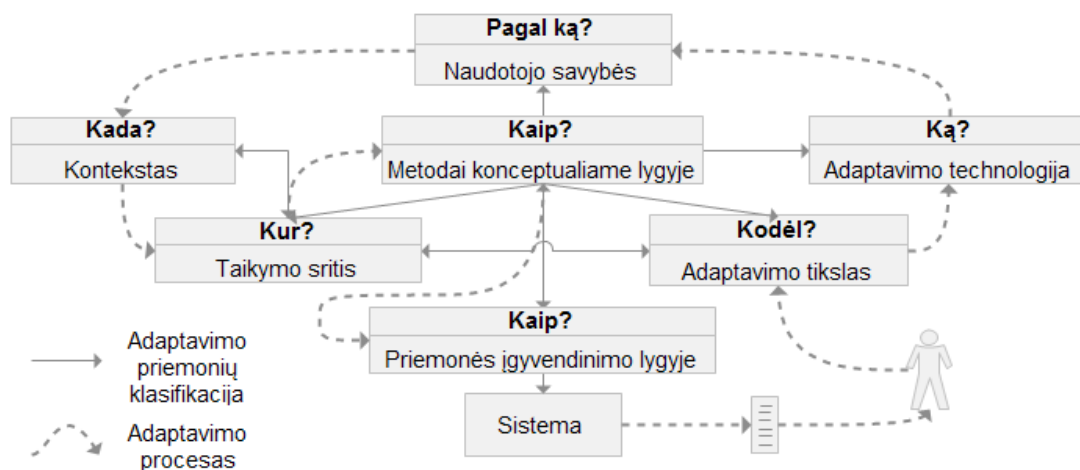 Pagal ką?
Naudotojo savybės
Kada?
Kontekstas
Kaip?
Metodai konceptualiame lygyje
Ką?
Adaptavimo technologija
Kur?
Taikymo sritis
Kodėl?
Adaptavimo tikslas
Kaip?
Priemonės įgyvendinimo lygyje
Sistema
Adaptavimo
priemonių
klasifikacija
Adaptavimo
procesas